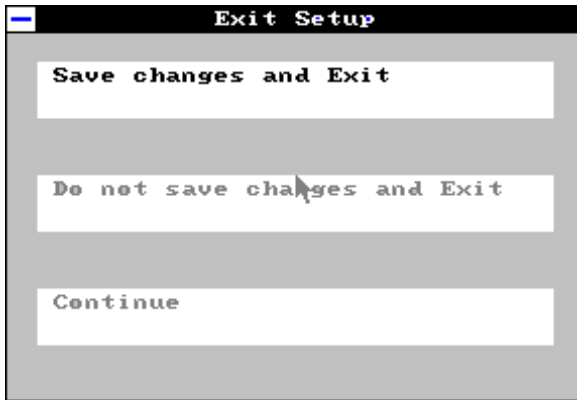 Exit Setup
Save changes and Exit
Do not save changes and Exit
Continue